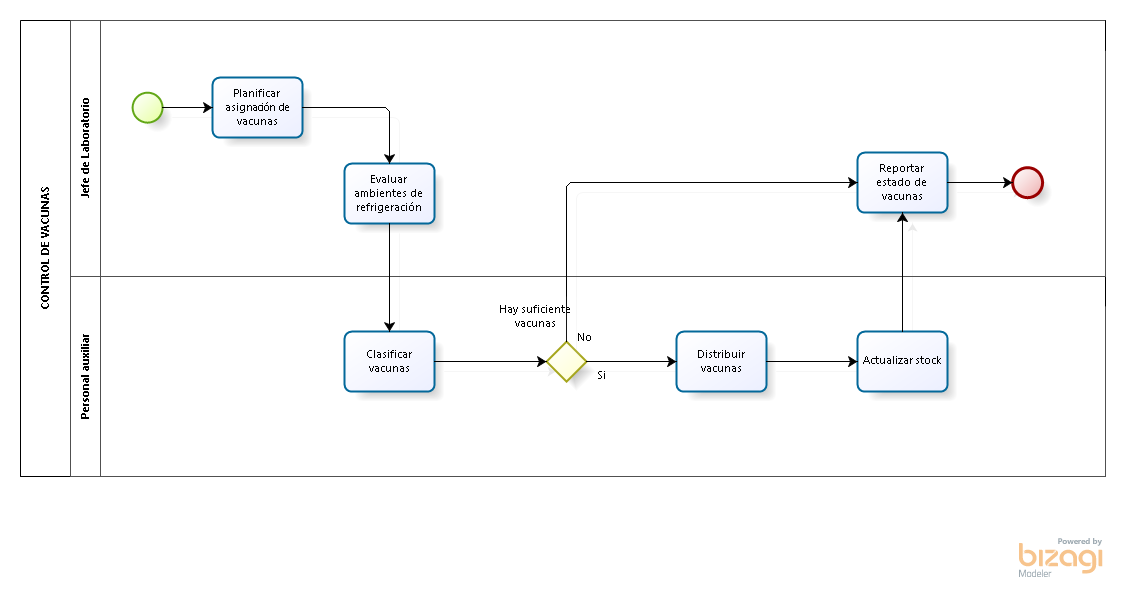 CONTROL DE VACUNAS
Jefe de Laboratorio
Planificar
asignación de
vacunas
Evaluar
ambientes de
refrigeración
Reportar
estado de
vacunas
Personal auxiliar
Clasificar
vacunas
Hay suficiente
vacunas
No
Si
Distribuir
vacunas
Actualizar stock
Powered by
bizagi
Modeler